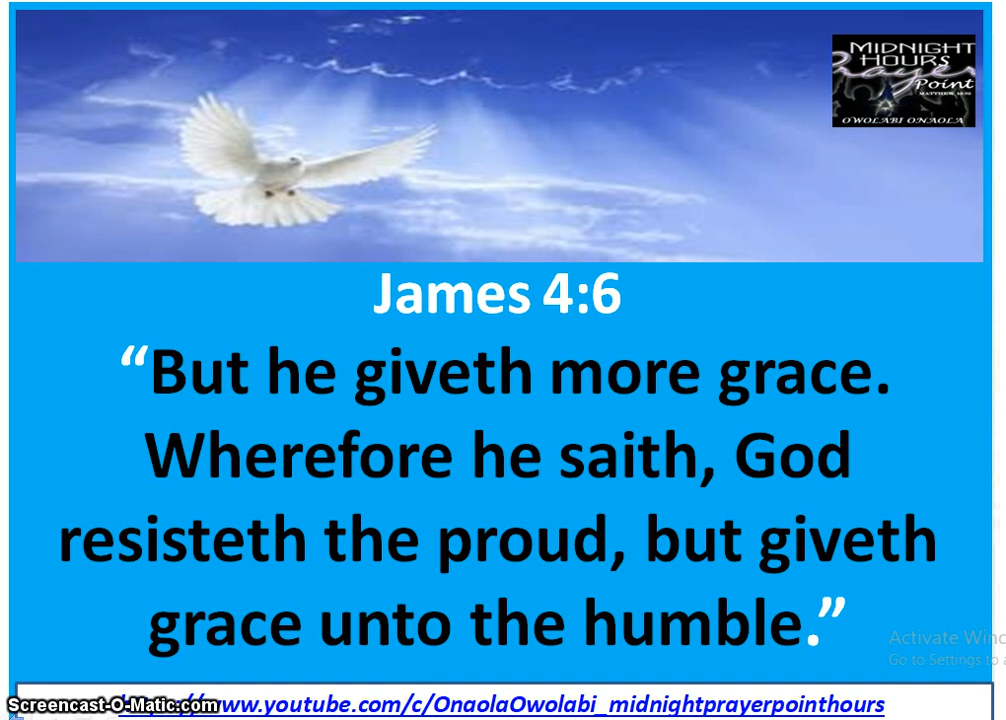 MIDNIGHT
HOURS
Prayer
Point
OWOLABI ONAOLA
James 4:6
“But he giveth more grace.
Wherefore he saith, God
resisteth the proud, but giveth
grace unto the humble.”
Activate Winc
Go to Settings to a
Screencast-O-Matic.com
www.youtube.com/c/OnaolaOwolabi_midnightprayerpointhours